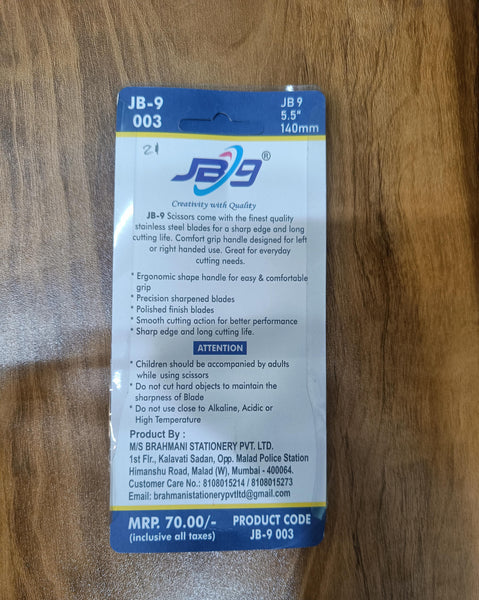 JB-9
003
JB 9
5.5"
140mm
21
JB9®
Creativity with Quality
JB-9 Scissors come with the finest quality
stainless steel blades for a sharp edge and long
cutting life. Comfort grip handle designed for left
or right handed use. Great for everyday
cutting needs.
* Ergonomic shape handle for easy & comfortable
grip
* Precision sharpened blades
* Polished finish blades
* Smooth cutting action for better performance
* Sharp edge and long cutting life.
ATTENTION
* Children should be accompanied by adults
while using scissors
* Do not cut hard objects to maintain the
sharpness of Blade
* Do not use close to Alkaline, Acidic or
High Temperature
Product By :
M/S BRAHMANI STATIONERY PVT. LTD.
1st Flr., Kalavati Sadan, Opp. Malad Police Station
Himanshu Road, Malad (W), Mumbai - 400064.
Customer Care No.: 8108015214 / 8108015273
Email: brahmanistationerypvtltd@gmail.com
MRP. 70.00/-
(inclusive all taxes)
PRODUCT CODE
JB-9 003